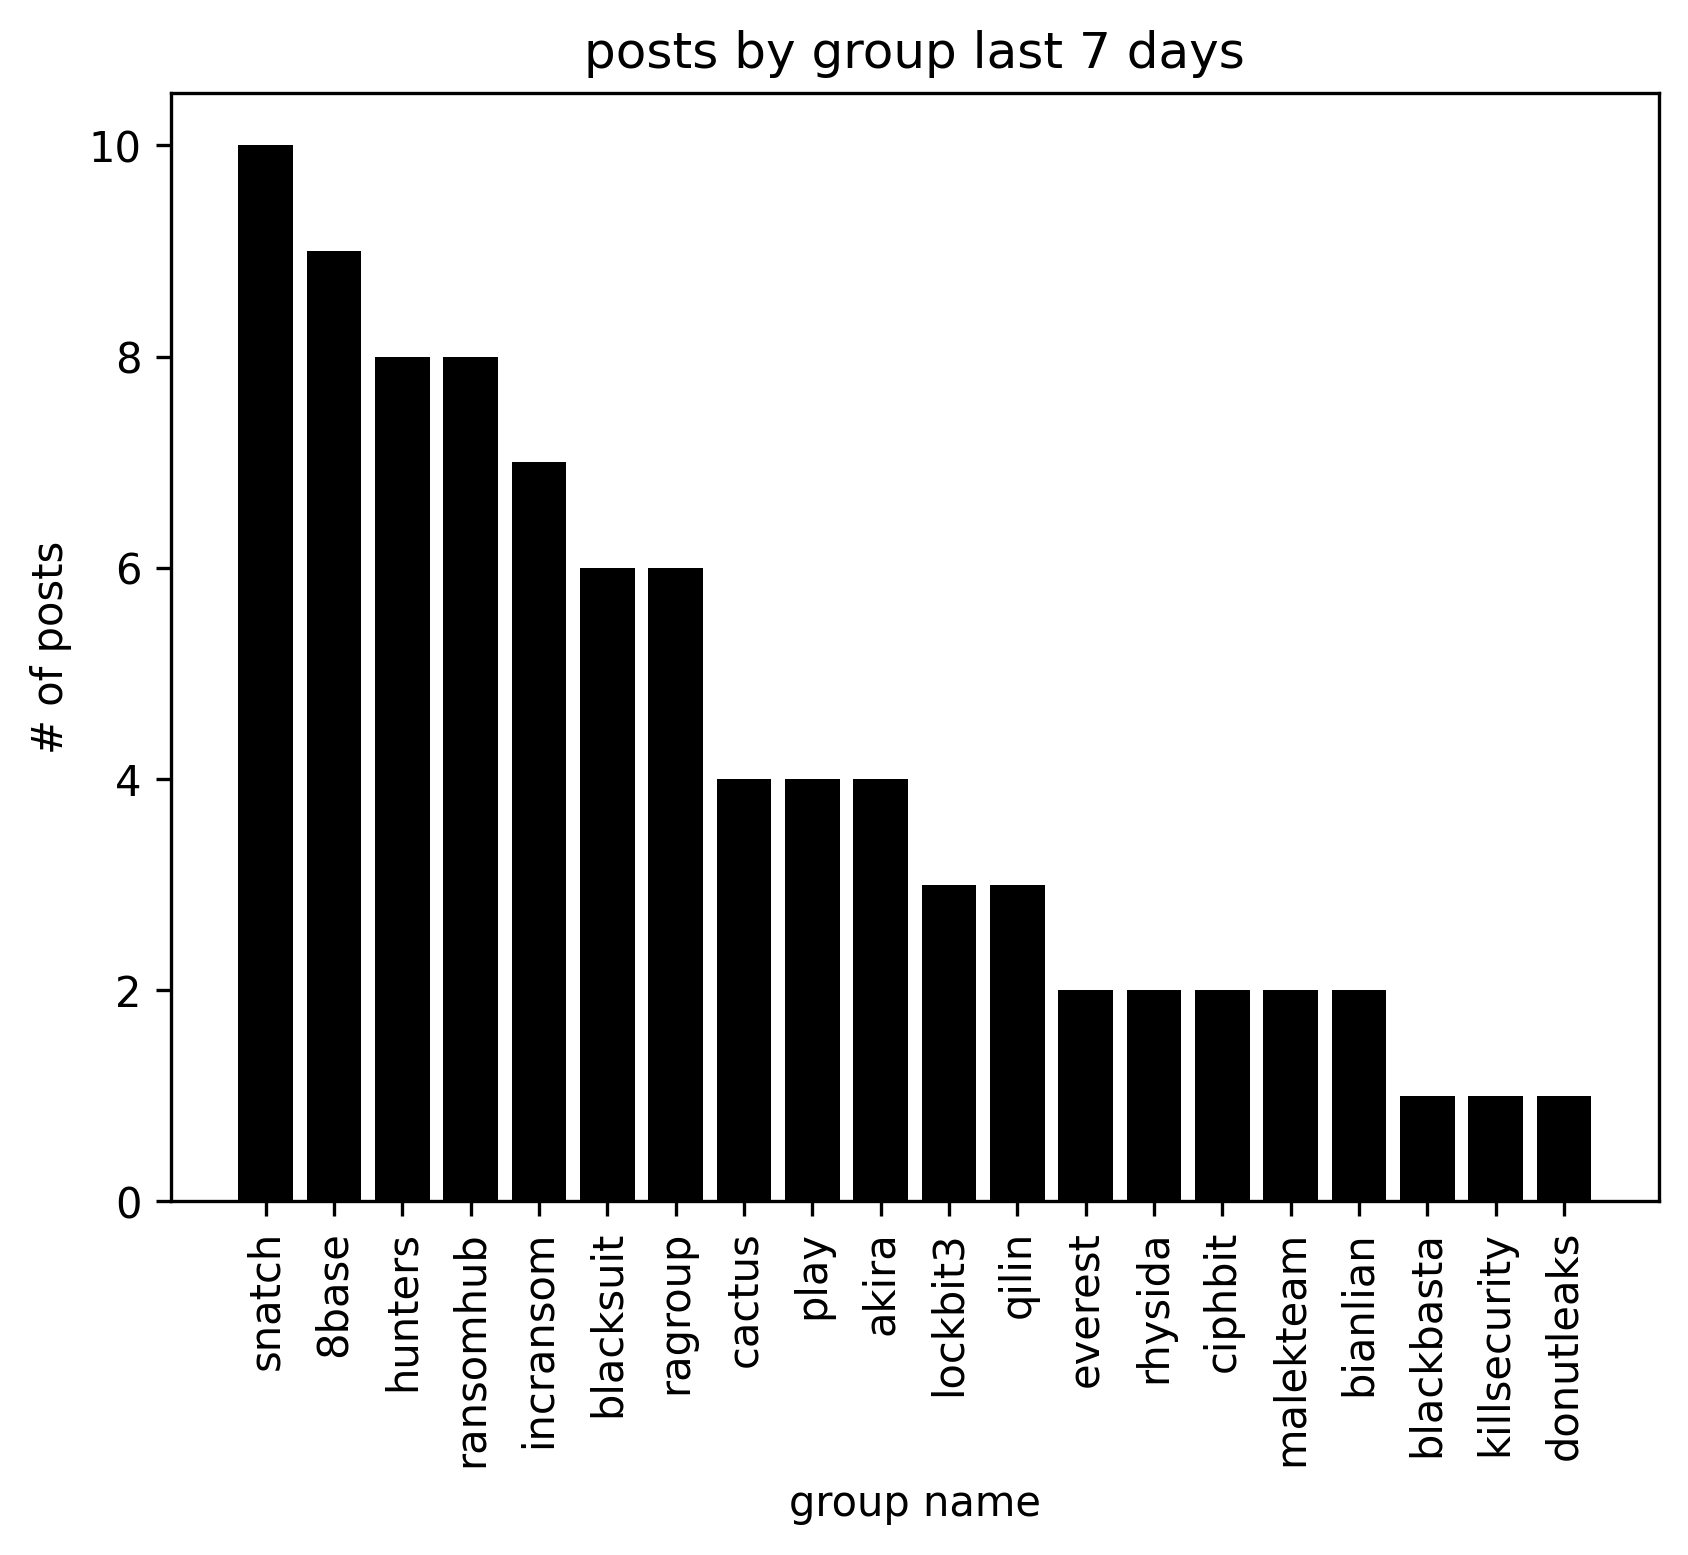 posts by group last 7 days
10
8
6
4
2
0
# of posts
snatch
8base
hunters
ransomhub
incransom
blacksuit
ragroup
cactus
play
akira
lockbit3
qilin
everest
rhysida
ciphbit
malekteam
bianlian
blackbasta
killsecurity
donutleaks
group name